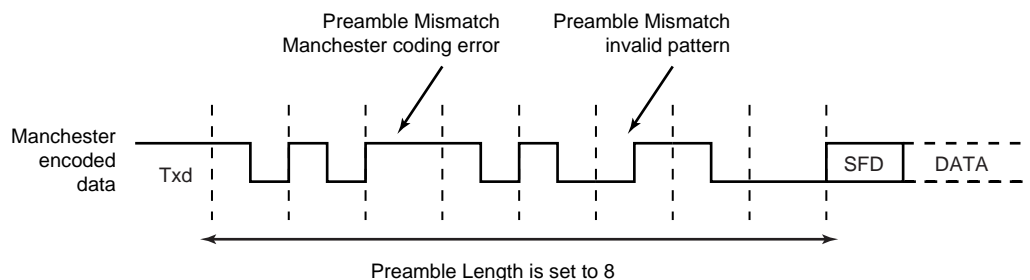 Preamble Mismatch
Manchester coding error
Preamble Mismatch
invalid pattern
Manchester
encoded
data
Txd
SFD
DATA
Preamble Length is set to 8